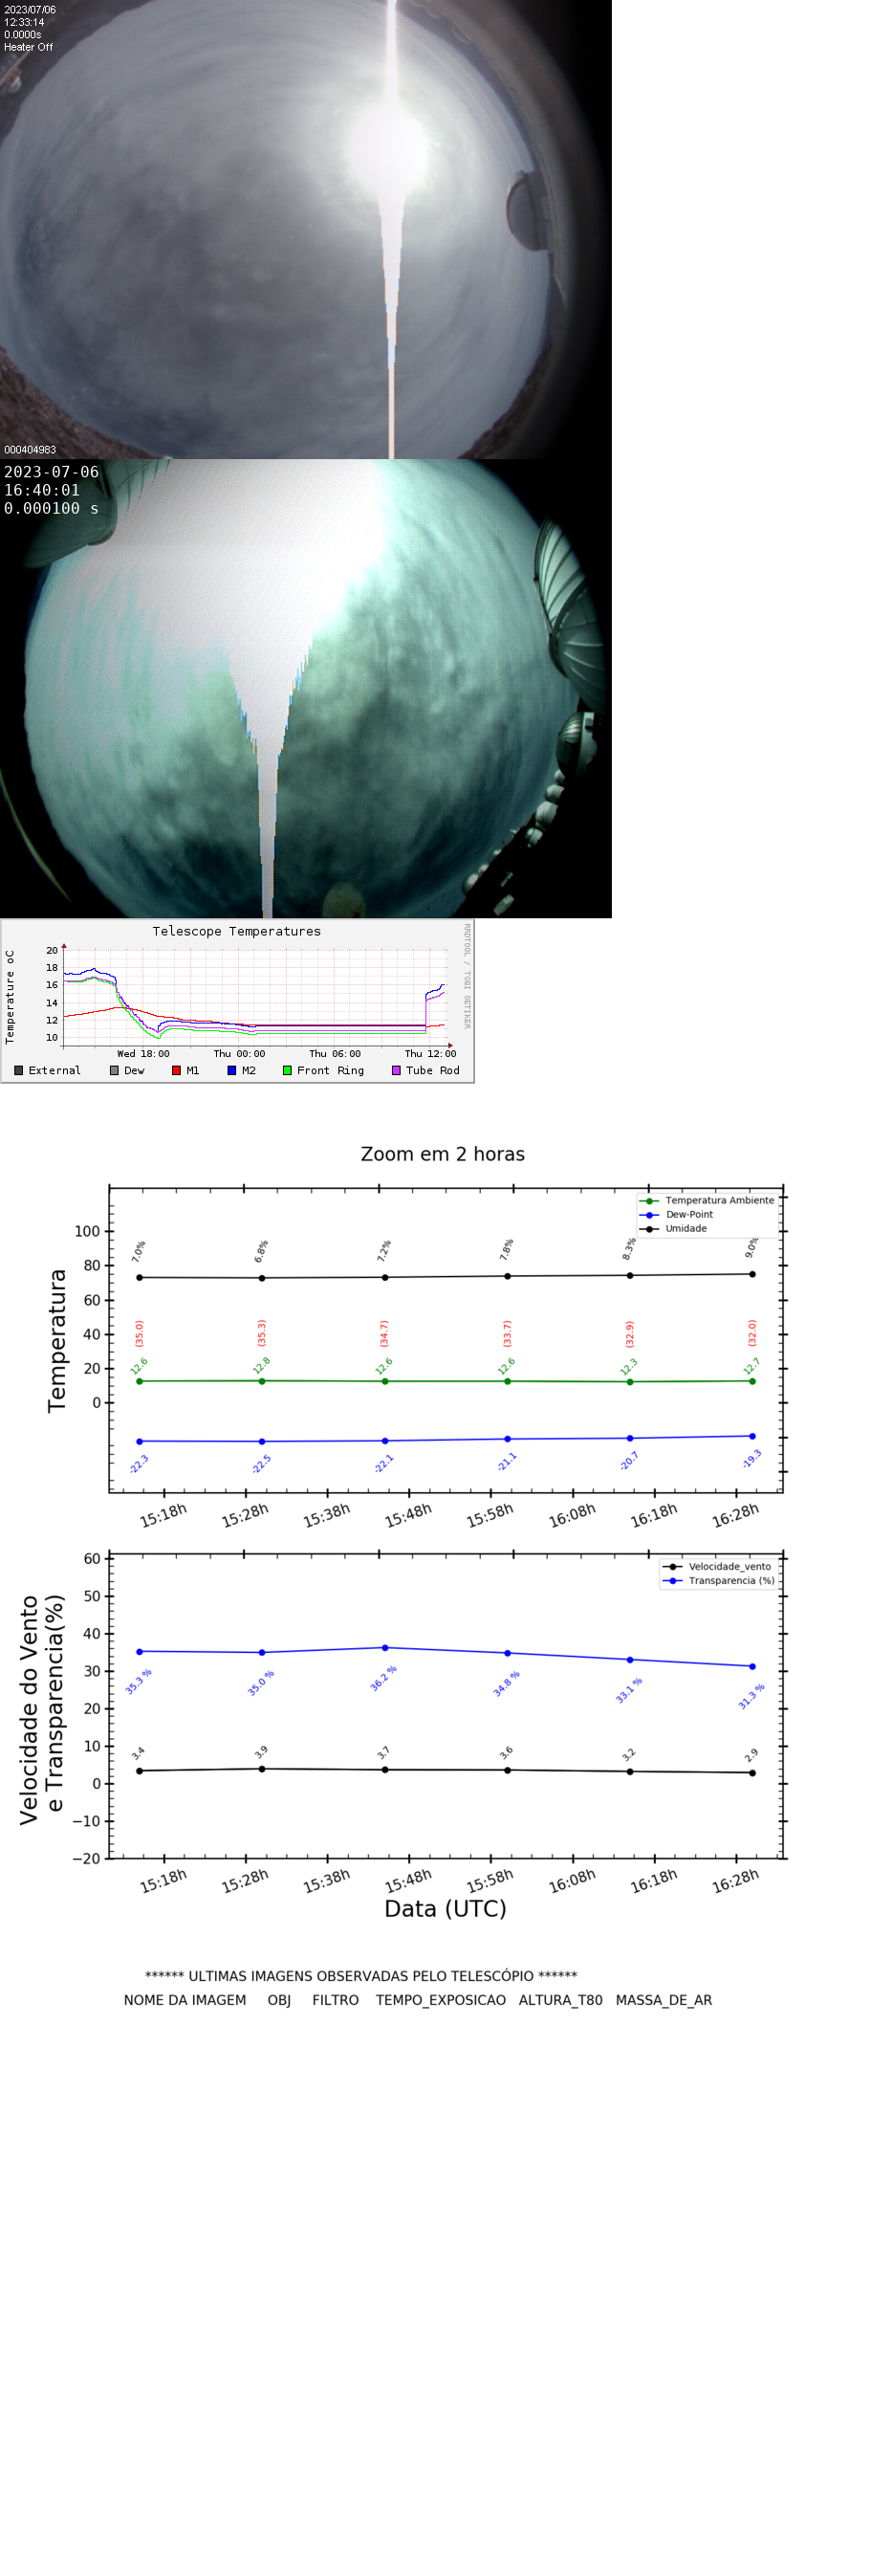 2023/07/06
12:33:14
0.0000s
Heater Off
000404983
2023-07-06
16:40:01
0.000100 s
Telescope Temperatures
RRDTOOL / TOBI OETIKER
Temperature oC
20
18
16
14
12
10
Wed 18:00 Thu 00:00 Thu 06:00 Thu 12:00
External Dew M1 M2 Front Ring Tube Rod
Zoom em 2 horas
Temperatura
Temperatura Ambiente
Dew-Point
Umidade
100
80
60
40
20
0
7.0% 6.8% 7.2% 7.8% 8.3% 9.0%
(35.0) (35.3) (34.7) (33.7) (32.9) (32.0)
12.6 12.8 12.6 12.6 12.3 12.7
-22.3 -22.5 -22.1 -21.1 -20.7 -19.3
15:18h 15:28h 15:38h 15:48h 15:58h 16:08h 16:18h 16:28h
Velocidade do Vento
e Transparencia(%)
Velocidade_vento
Transparencia (%)
60
50
40
30
20
10
0
−10
−20
35.3 % 35.0 % 36.2 % 34.8 % 33.1 % 31.3 %
3.4 3.9 3.7 3.6 3.2 2.9
15:18h 15:28h 15:38h 15:48h 15:58h 16:08h 16:18h 16:28h
Data (UTC)
****** ULTIMAS IMAGENS OBSERVADAS PELO TELESCÓPIO ******
NOME DA IMAGEM OBJ FILTRO TEMPO_EXPOSICAO ALTURA_T80 MASSA_DE_AR